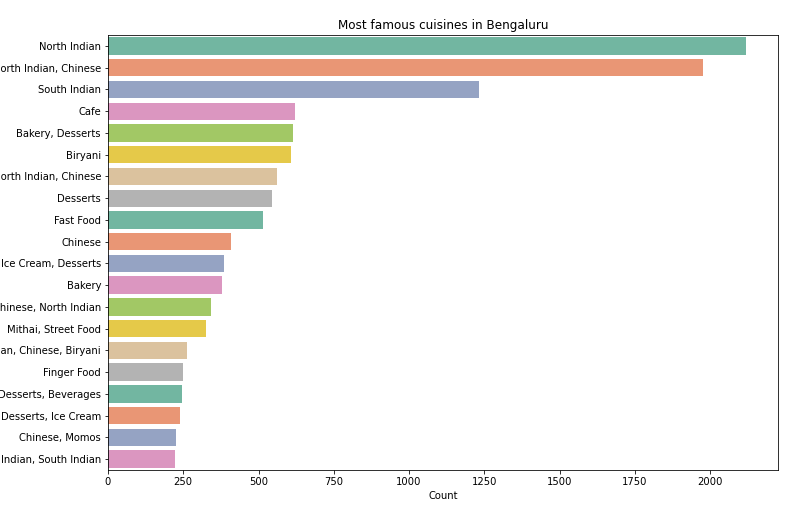 Most famous cuisines in Bengaluru
North Indian
orth Indian, Chinese
South Indian
Cafe
Bakery, Desserts
Biryani
orth Indian, Chinese
Desserts
Fast Food
Chinese
Ice Cream, Desserts
Bakery
hinese, North Indian
Mithai, Street Food
an, Chinese, Biryani
Finger Food
Desserts, Beverages
Desserts, Ice Cream
Chinese, Momos
Indian, South Indian
0 250 500 750 1000 1250 1500 1750 2000
Count